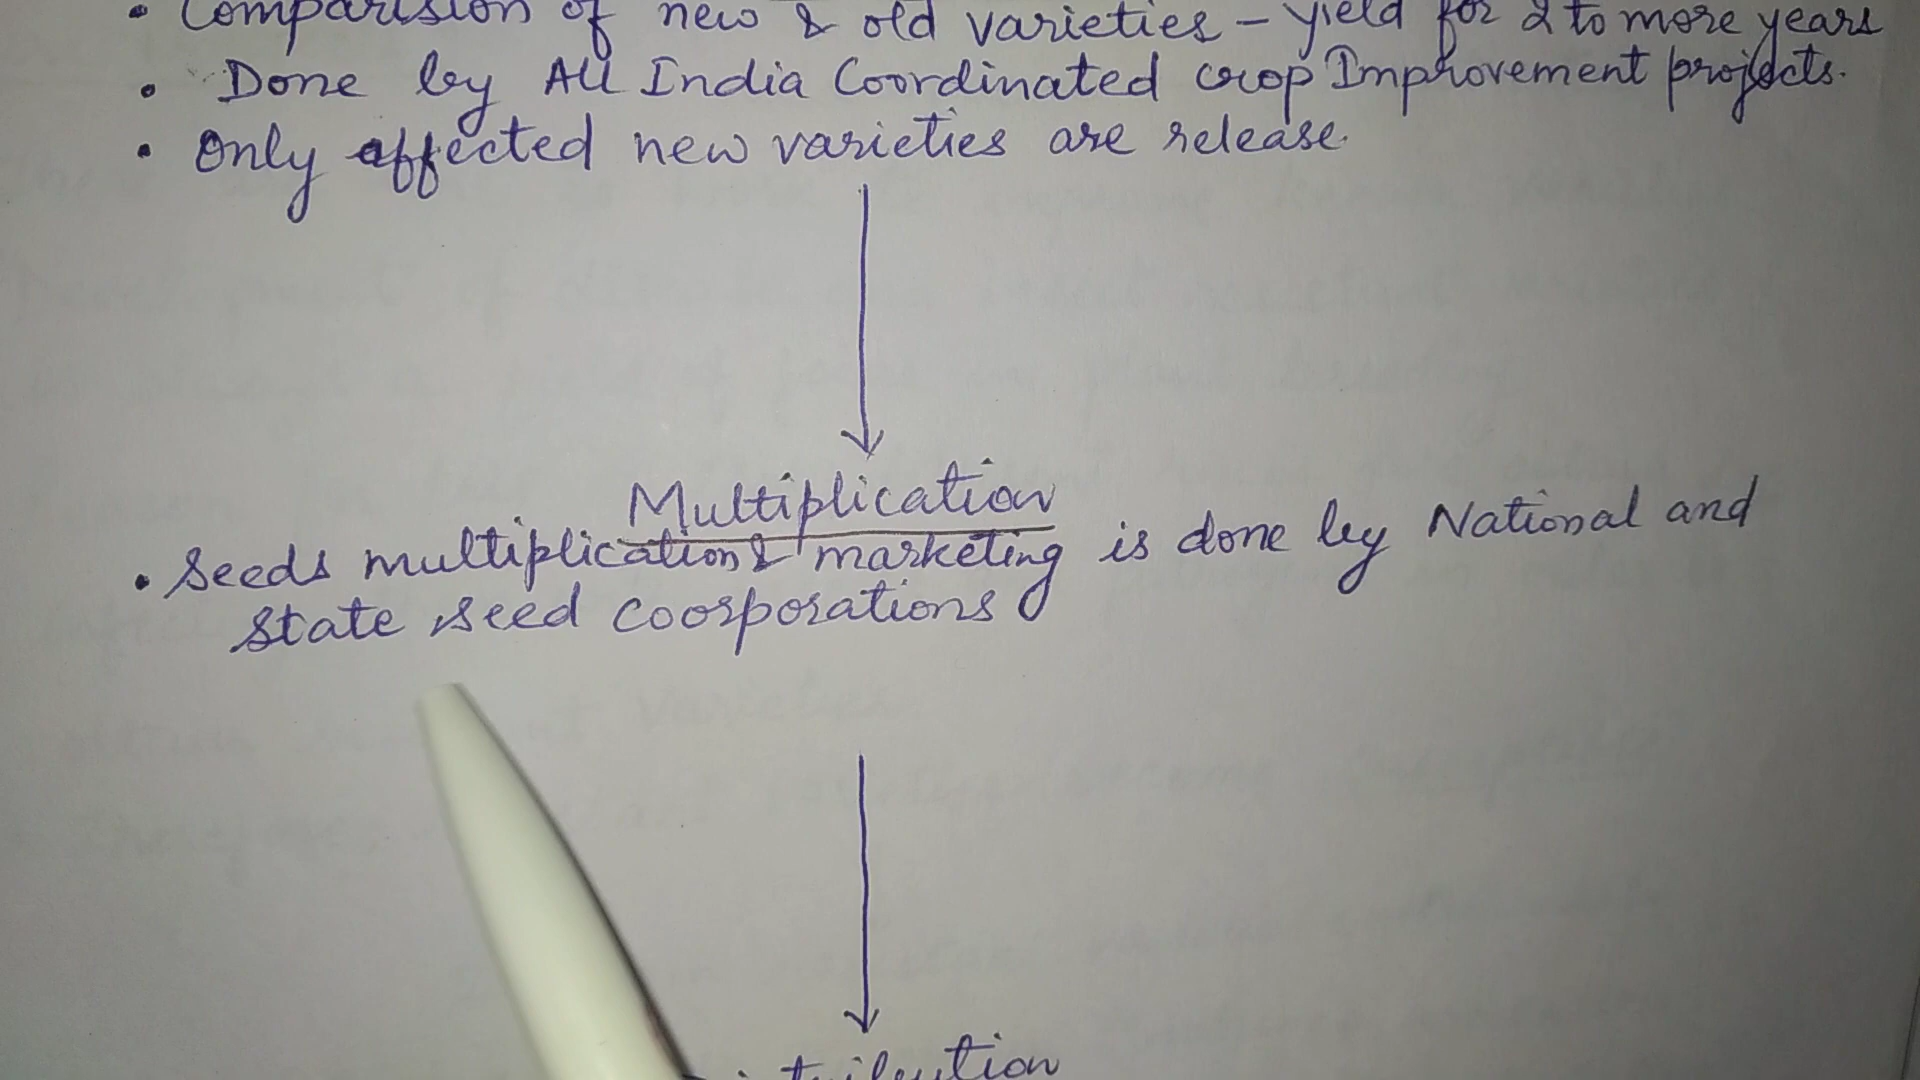 • Comparision of new & old varieties – yield for 2 to more years
• Done by All India Coordinated crop Improvement projects.
• Only affected new varieties are release.
Multiplication
• Seeds multiplication & marketing is done by National and
State seed coorporations